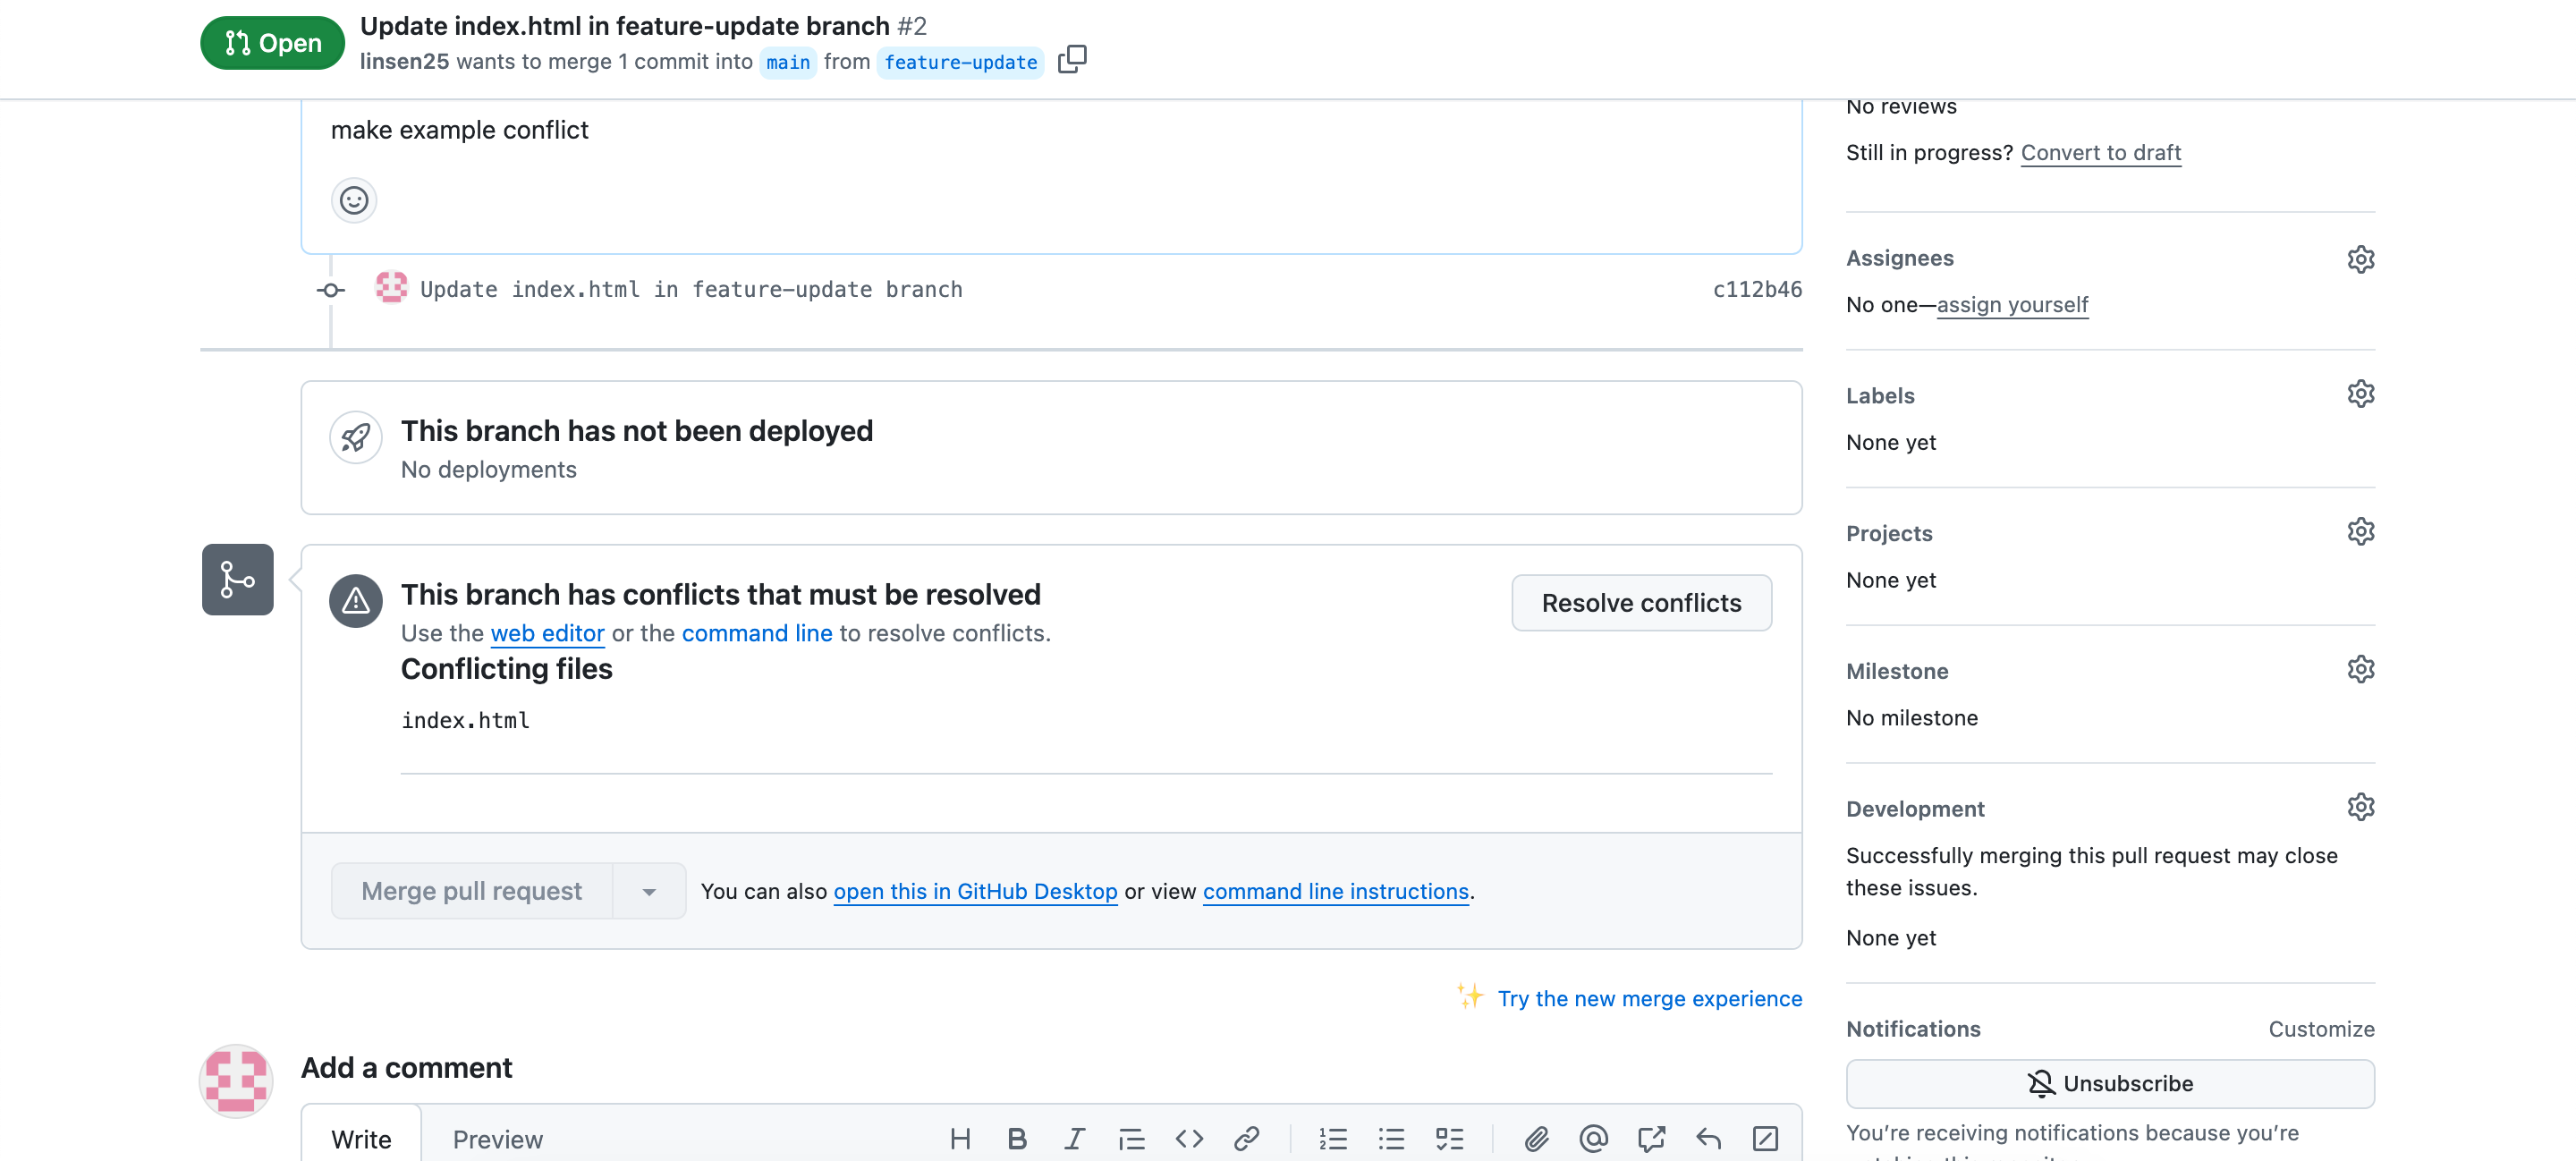 Open
Update index.html in feature-update branch #2
linsen25 wants to merge 1 commit into main from feature-update
make example conflict
Update index.html in feature-update branch c112b46
This branch has not been deployed
No deployments
This branch has conflicts that must be resolved
Use the web editor or the command line to resolve conflicts.
Resolve conflicts
Conflicting files
index.html
Merge pull request
You can also open this in GitHub Desktop or view command line instructions.
Try the new merge experience
Add a comment
Write
Preview
No reviews
Still in progress? Convert to draft
Assignees
No one—assign yourself
Labels
None yet
Projects
None yet
Milestone
No milestone
Development
Successfully merging this pull request may close
these issues.
None yet
Notifications
Customize
Unsubscribe
You’re receiving notifications because you’re